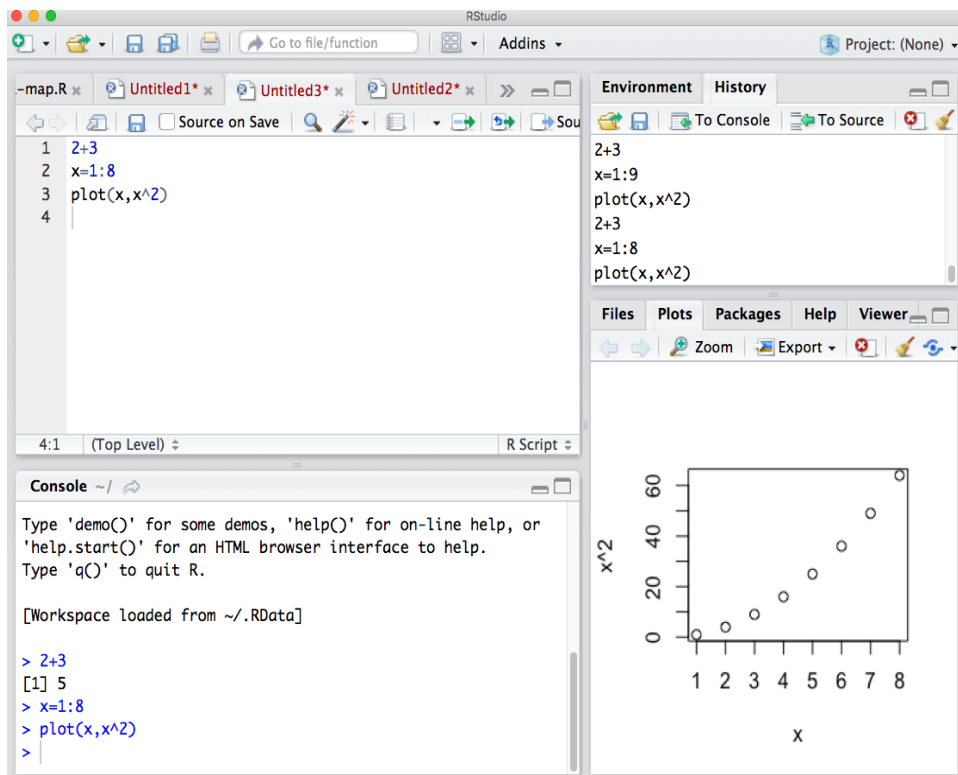 RStudio
Go to file/function
Addins
Project: (None)
.-map.R
Untitled1*
Untitled3*
Untitled2*
Source on Save
Sou
1 2+3
2 x=1:8
3 plot(x,x^2)
4
4:1 (Top Level) R Script
Console ~/
Type 'demo()' for some demos, 'help()' for on-line help, or
'help.start()' for an HTML browser interface to help.
Type 'q()' to quit R.
[Workspace loaded from ~/.RData]
> 2+3
[1] 5
> x=1:8
> plot(x,x^2)
>
Environment History
To Console To Source
2+3
x=1:9
plot(x,x^2)
2+3
x=1:8
plot(x,x^2)
Files Plots Packages Help Viewer
Zoom Export
x^2
60
40
20
0
1 2 3 4 5 6 7 8
x